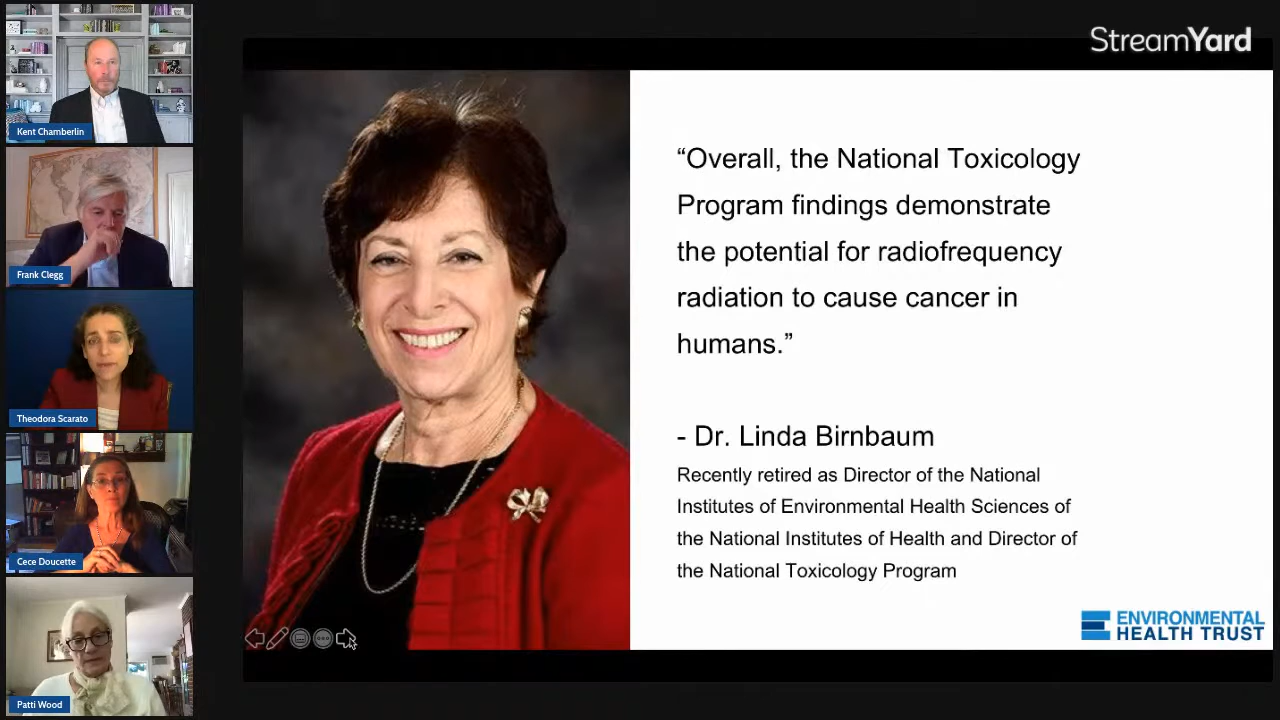 StreamYard
Kent Chamberlin
Frank Clegg
Theodora Scarato
Cece Doucette
Patti Wood
“Overall, the National Toxicology
Program findings demonstrate
the potential for radiofrequency
radiation to cause cancer in
humans.”
- Dr. Linda Birnbaum
Recently retired as Director of the National
Institutes of Environmental Health Sciences of
the National Institutes of Health and Director of
the National Toxicology Program
ENVIRONMENTAL
HEALTH TRUST